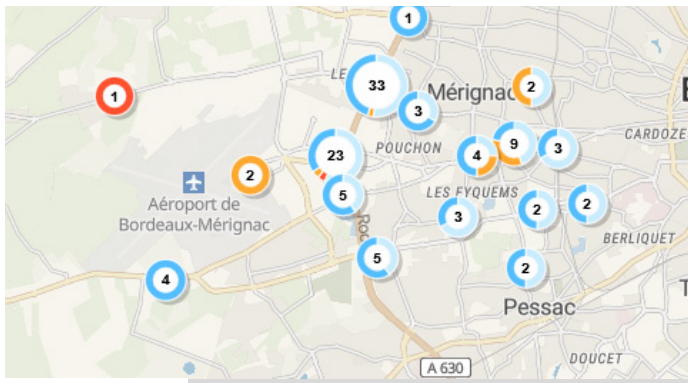 1
LE
33
Mérignac
2
1
3
CARDOZE
POUCHON
9
3
23
4
2
5
LES EYQUEMS
Aéroport de
Bordeaux-Mérignac
3
2
2
Roc
BERLIQUET
5
4
2
Pessac
A 630
DOUCET